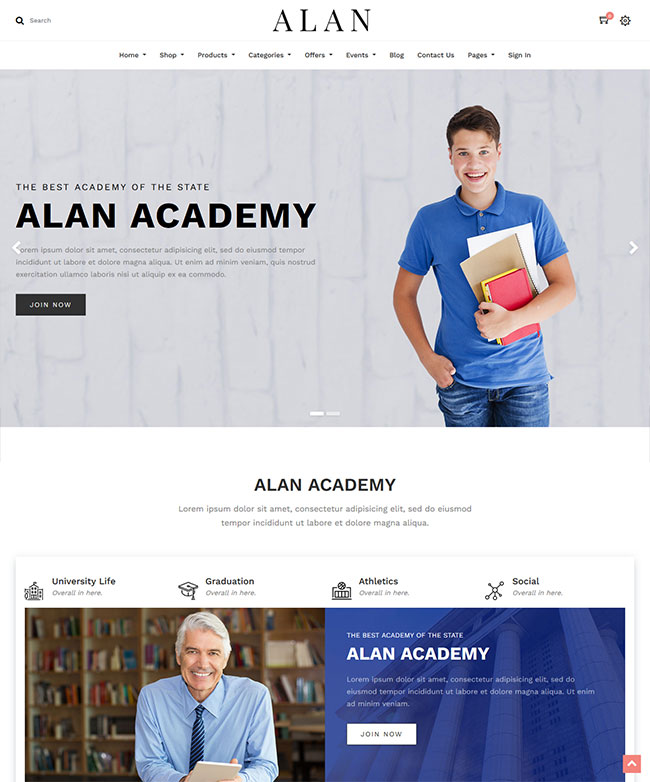 Search
ALAN
0
Home Shop Products Categories Offers Events Blog Contact Us Pages Sign In
THE BEST ACADEMY OF THE STATE
ALAN ACADEMY
Lorem ipsum dolor sit amet, consectetur adipisicing elit, sed do eiusmod tempor
incididunt ut labore et dolore magna aliqua. Ut enim ad minim veniam, quis nostrud
exercitation ullamco laboris nisi ut aliquip ex ea commodo.
JOIN NOW
ALAN ACADEMY
Lorem ipsum dolor sit amet, consectetur adipisicing elit, sed do eiusmod
tempor incididunt ut labore et dolore magna aliqua.
University Life
Overall in here.
Graduation
Overall in here.
Athletics
Overall in here.
Social
Overall in here.
THE BEST ACADEMY OF THE STATE
ALAN ACADEMY
Lorem ipsum dolor sit amet, consectetur adipisicing elit, sed do
eiusmod tempor incididunt ut labore et dolore magna aliqua. Ut enim
ad minim veniam.
JOIN NOW